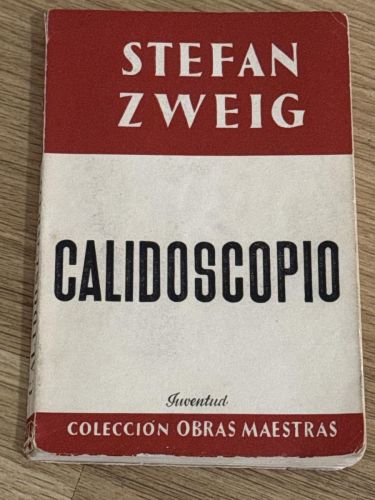 STEFAN
ZWEIG
CALIDOSCOPIO
Juventud
COLECCIÓN OBRAS MAESTRAS